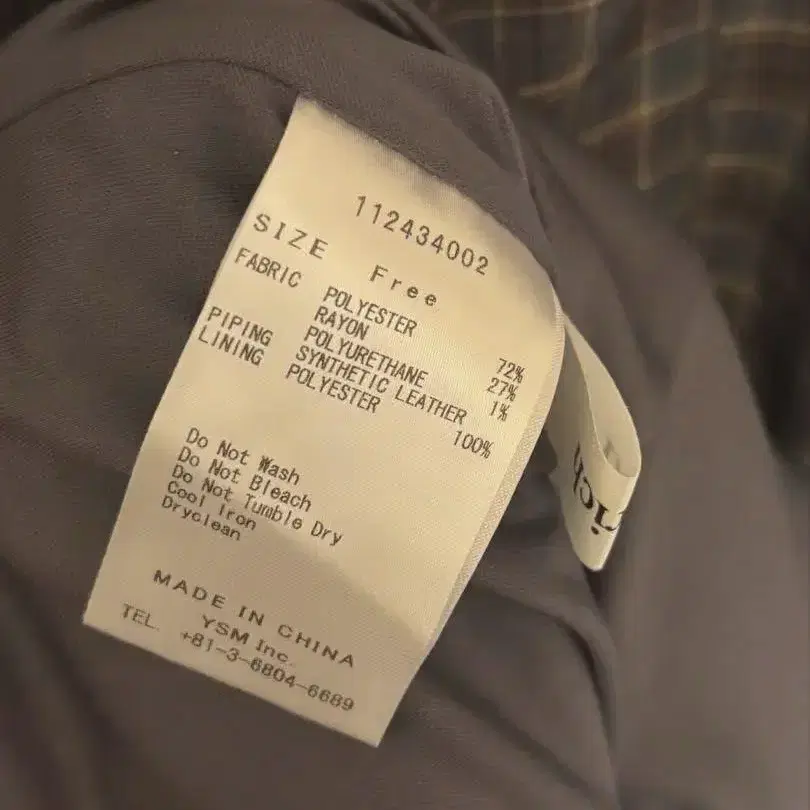 112434002
SIZE Free
FABRIC POLYESTER 72%
RAYON 27%
POLYURETHANE 1%
PIPING SYNTHETIC LEATHER
LINING POLYESTER 100%
Do Not Wash
Do Not Bleach
Do Not Tumble Dry
Cool Iron
Dryclean
MADE IN CHINA
YSM Inc.
TEL. +81-3-6804-6689